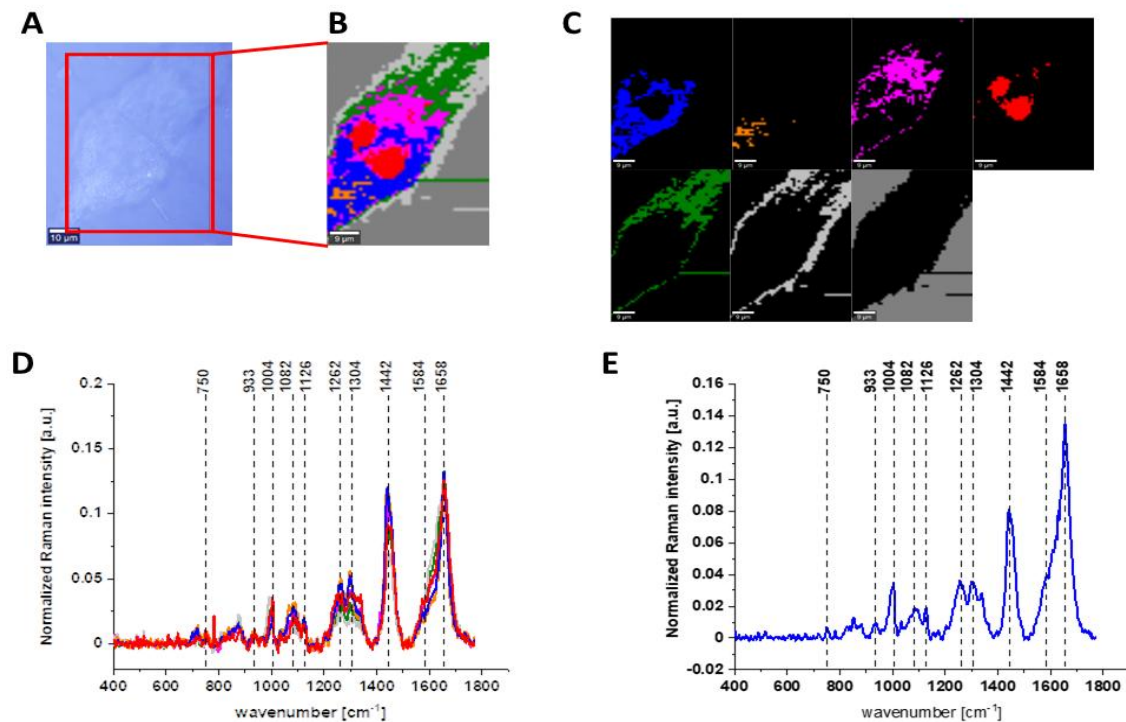 A
B
C
10 µm
9 µm
9 µm
9 µm
9 µm
9 µm
9 µm
9 µm
9 µm
D
750
933
1004
1082
1126
1262
1304
1442
1584
1658
0.2
0.15
0.1
0.05
0
Normalized Raman intensity [a.u.]
400
600
800
1000
1200
1400
1600
1800
wavenumber [cm⁻¹]
E
750
933
1004
1082
1126
1262
1304
1442
1584
1658
0.16
0.14
0.12
0.10
0.08
0.06
0.04
0.02
0
-0.02
Normalized Raman intensity [a.u.]
400
600
800
1000
1200
1400
1600
1800
wavenumber [cm⁻¹]